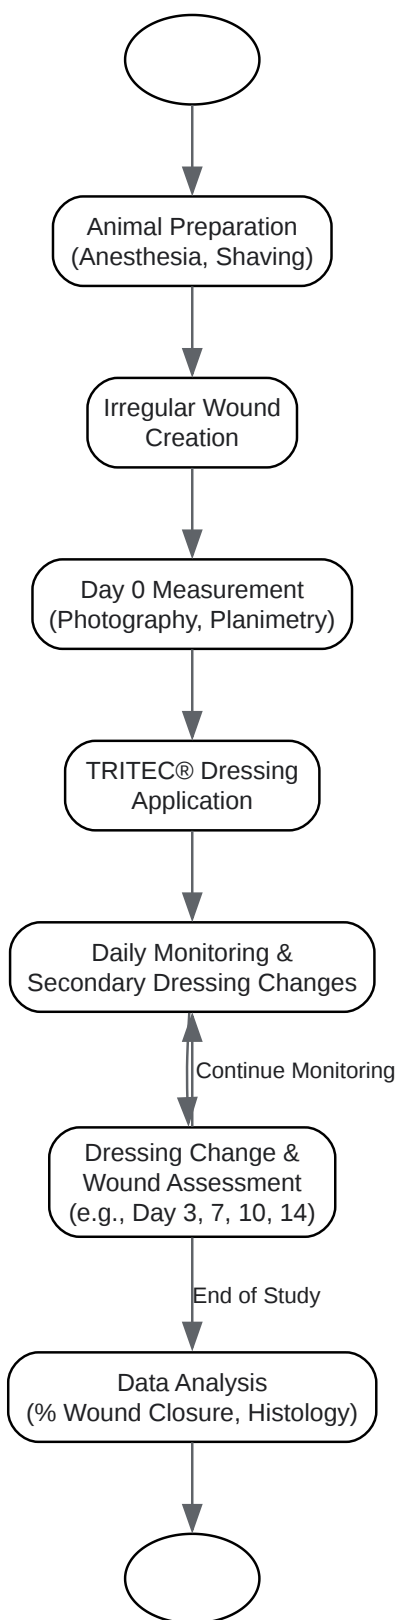 Animal Preparation
(Anesthesia, Shaving)
Irregular Wound
Creation
Day 0 Measurement
(Photography, Planimetry)
TRITEC® Dressing
Application
Daily Monitoring &
Secondary Dressing Changes
Continue Monitoring
Dressing Change &
Wound Assessment
(e.g., Day 3, 7, 10, 14)
End of Study
Data Analysis
(% Wound Closure, Histology)